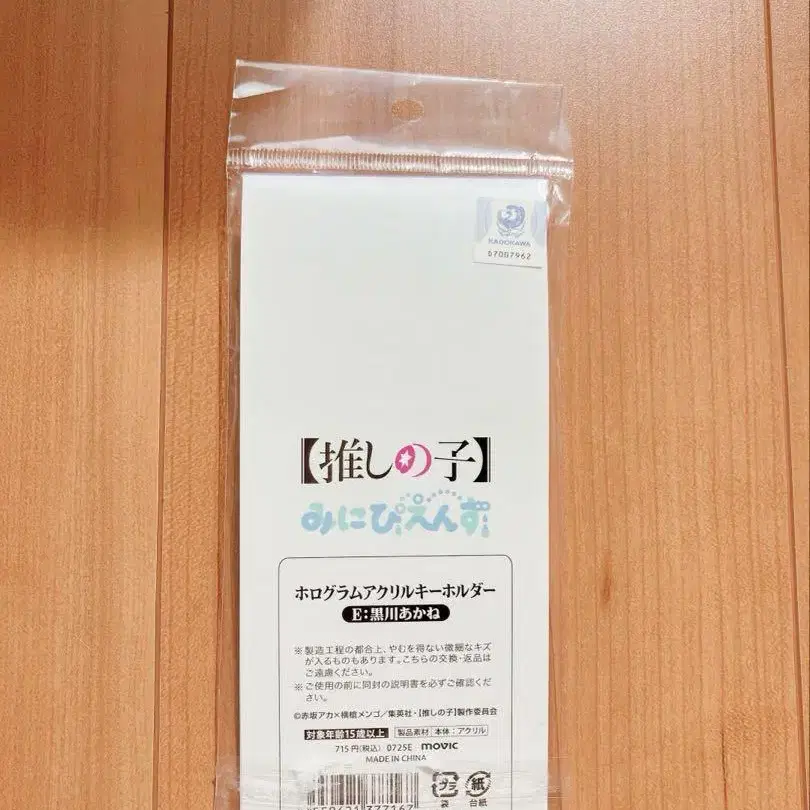 KADOKAWA
【推しの子】
みにぴえんず
ホログラムアクリルキーホルダー
E:黒川あかね
※製造工程の都合上、やむを得ない微細なキズ
が入るものもあります。こちらの交換・返品は
ご遠慮ください。
※ご使用の前に同封の説明書を必ずご確認くだ
さい。
©赤坂アカ×横槍メンゴ/集英社・【推しの子】製作委員会
対象年齢15歳以上 製品素材 本体:アクリル
715円(税込) 0725E movic
MADE IN CHINA
プラ 紙
袋 台紙